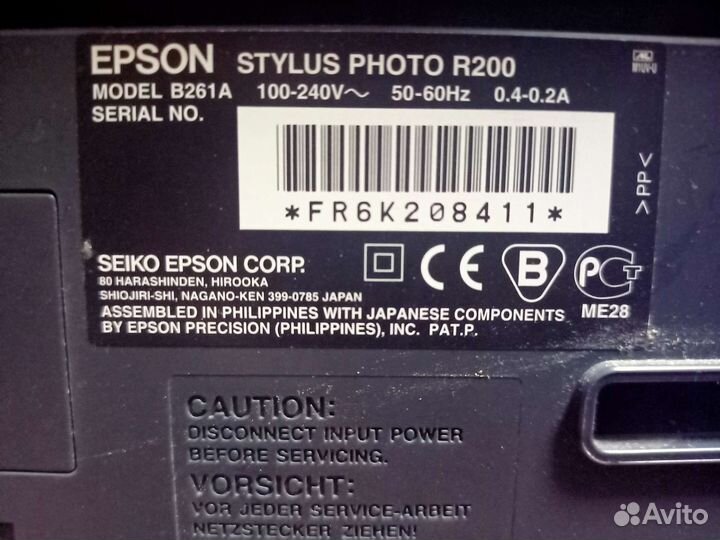 EPSON STYLUS PHOTO R200
MODEL B261A 100-240V~ 50-60Hz 0.4-0.2A
SERIAL NO.
*FR6K208411*
>PP<
SEIKO EPSON CORP.
80 HARASHINDEN, HIROOKA
SHIOJIRI-SHI, NAGANO-KEN 399-0785 JAPAN
ASSEMBLED IN PHILIPPINES WITH JAPANESE COMPONENTS
BY EPSON PRECISION (PHILIPPINES), INC. PAT.P.
CE
B
PCT
ME28
CAUTION:
DISCONNECT INPUT POWER
BEFORE SERVICING.
VORSICHT:
VOR JEDER SERVICE-ARBEIT
NETZSTECKER ZIEHEN!
Avito